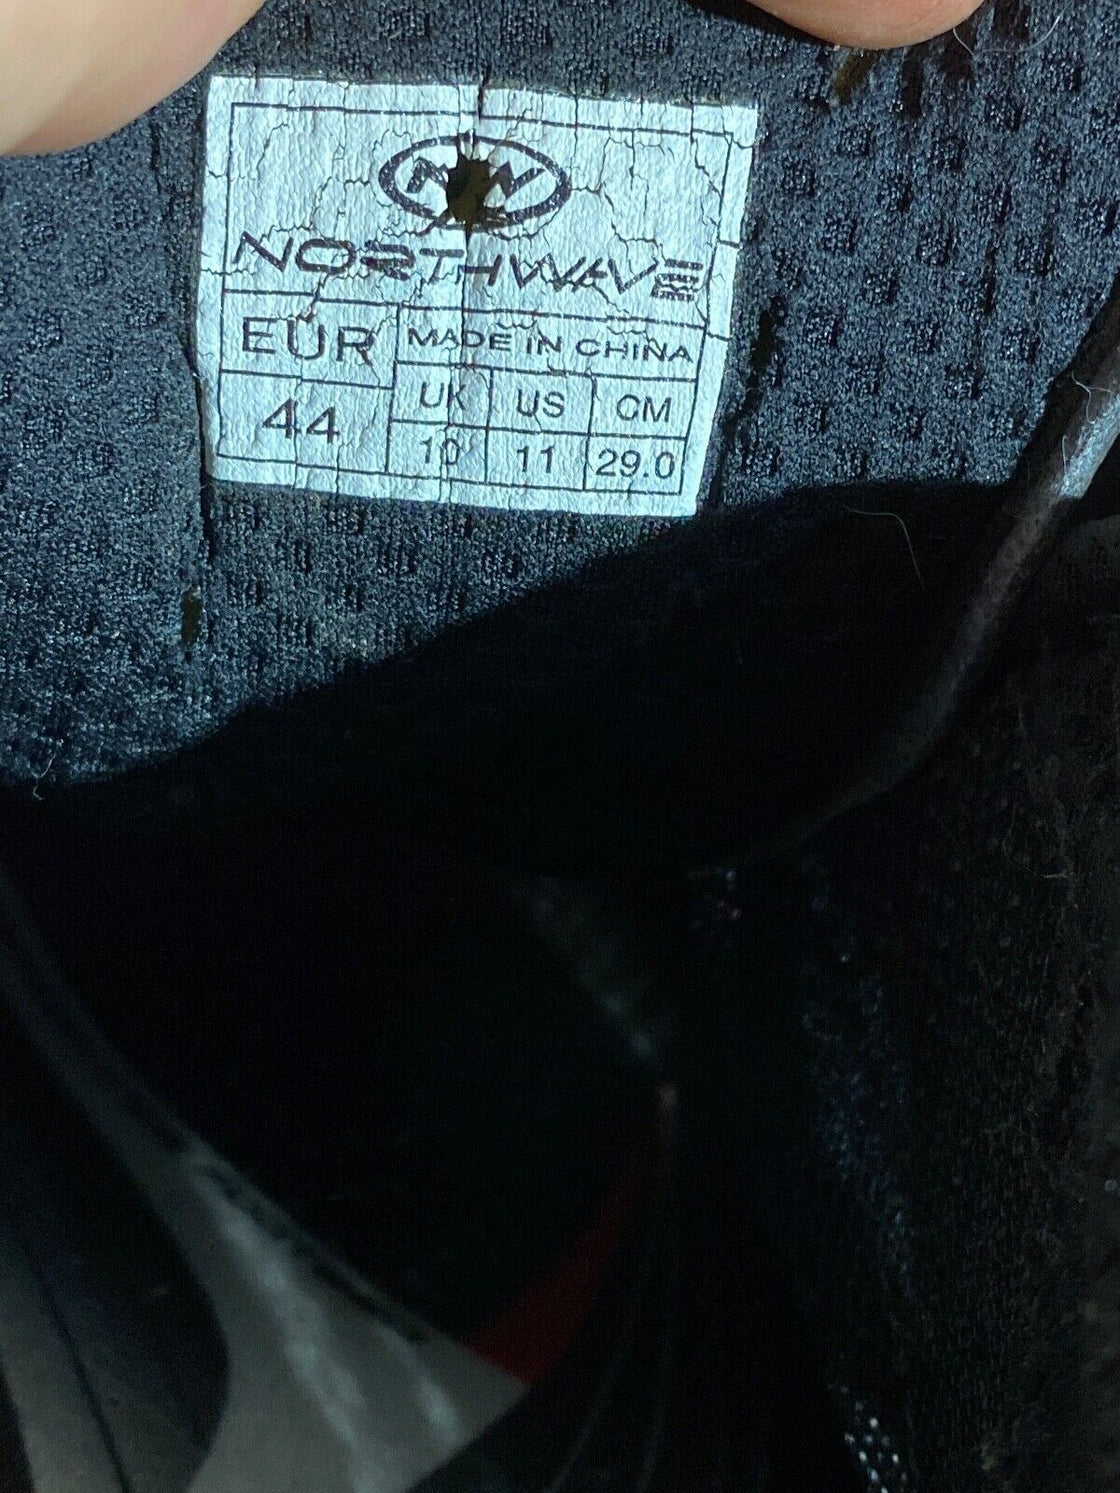 NW
NORTHWAVE
EUR MADE IN CHINA
44 UK US CM
10 11 29.0